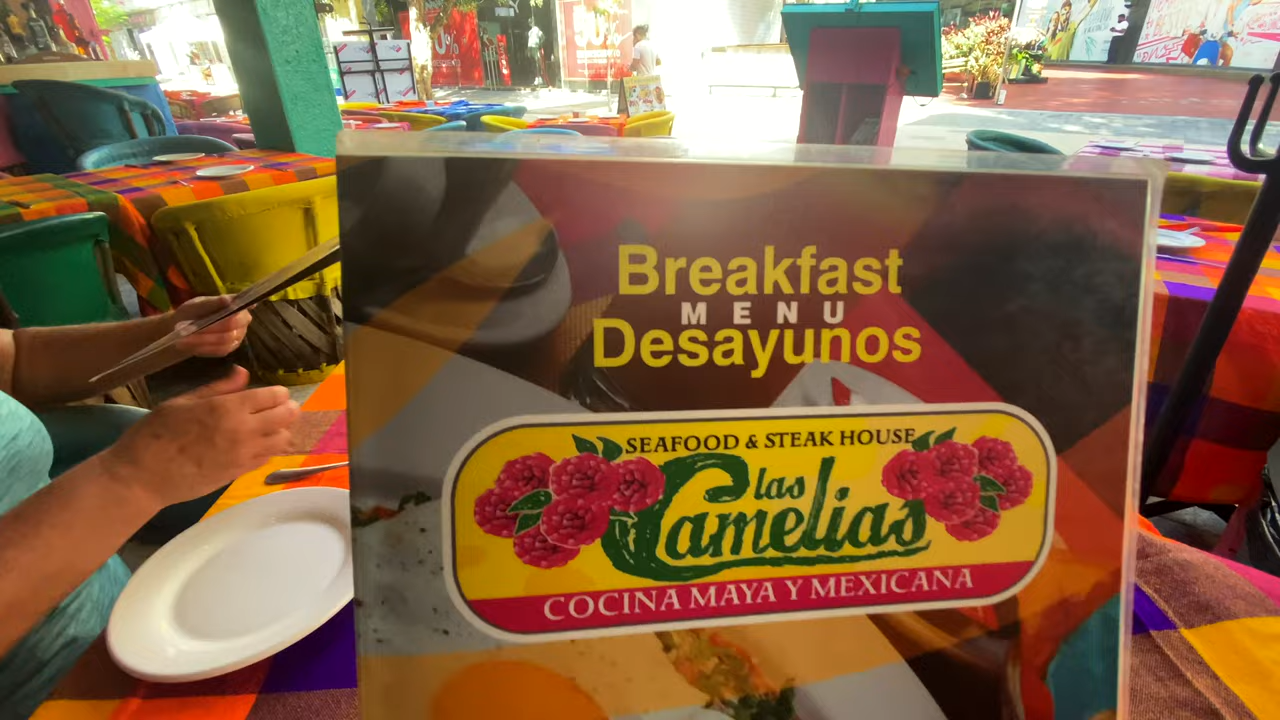 Breakfast
MENU
Desayunos
SEAFOOD & STEAK HOUSE
las
Camelias
COCINA MAYA Y MEXICANA